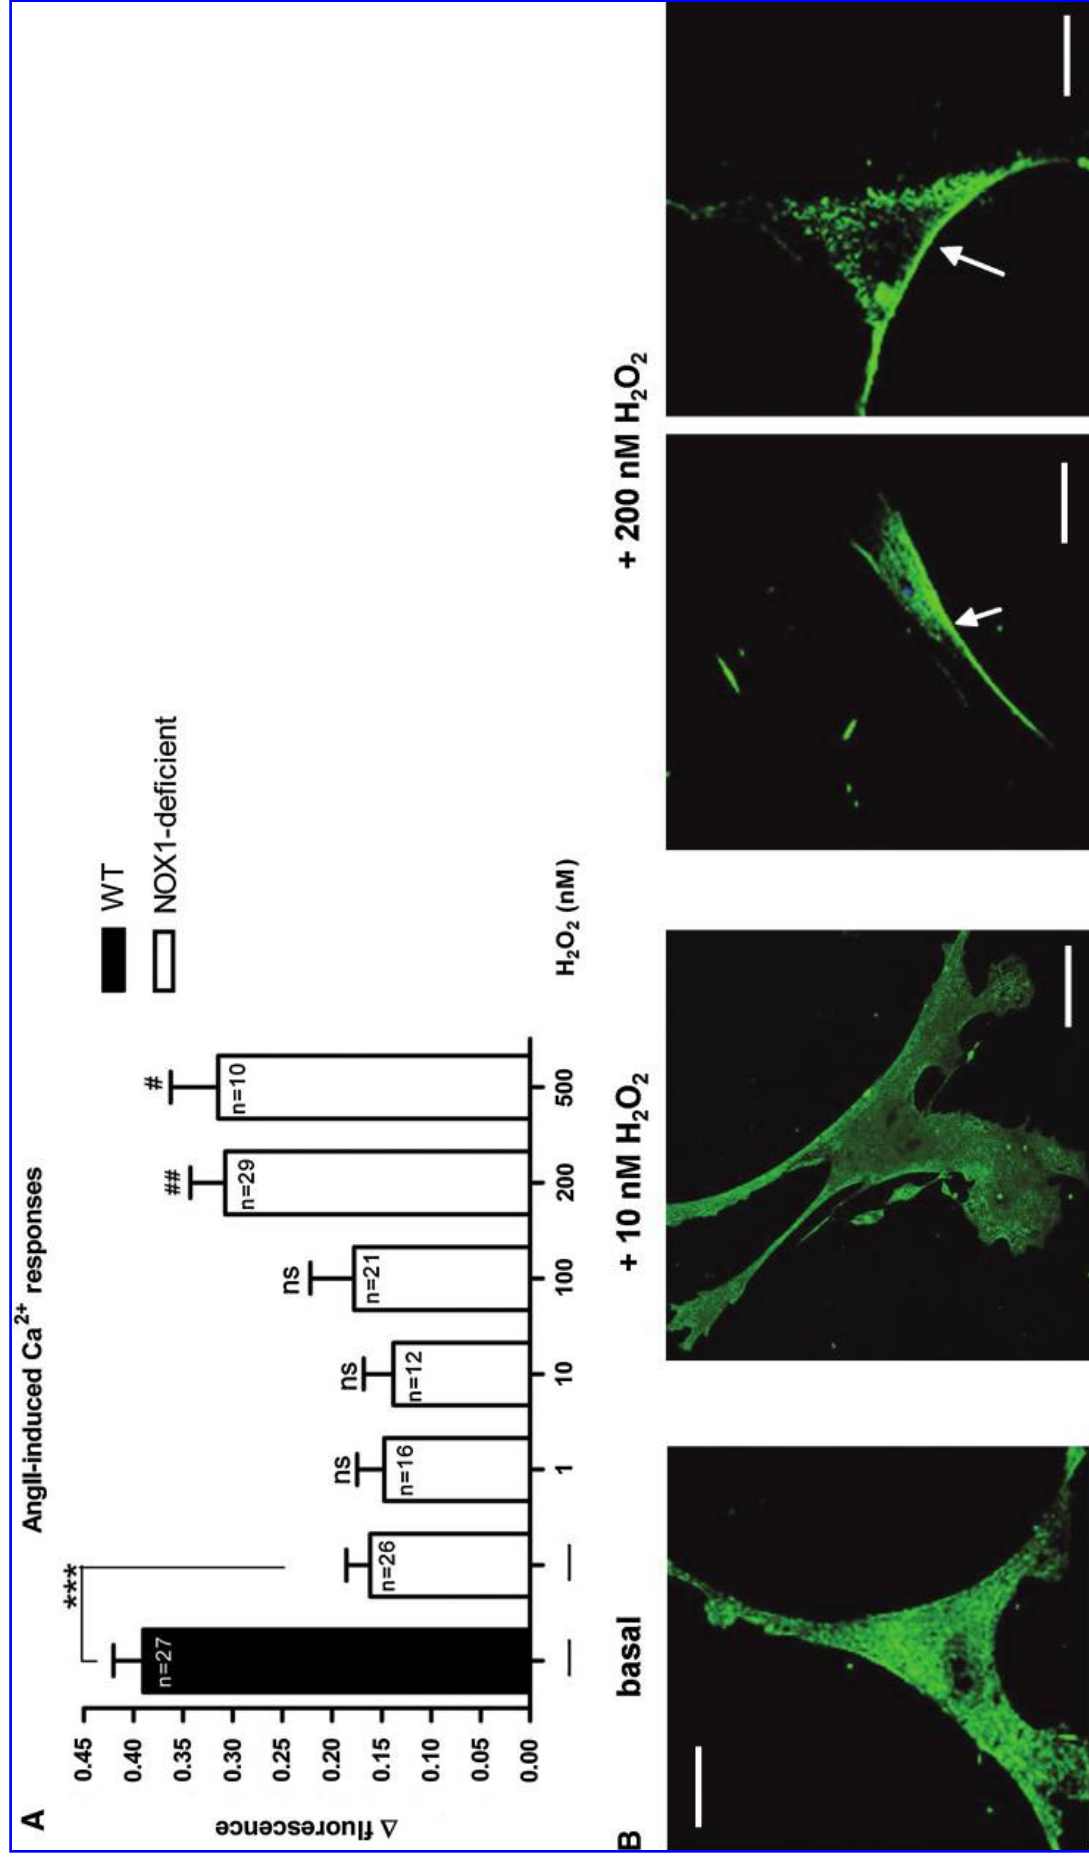 A
AngII-induced Ca2+ responses
WT
NOX1-deficient
Δ fluorescence
0.45
0.40
0.35
0.30
0.25
0.20
0.15
0.10
0.05
0.00
***
ns
ns
ns
##
#
n=27
n=26
n=16
n=12
n=21
n=29
n=10
— — 1 10 100 200 500 H2O2 (nM)
B
basal
+ 10 nM H2O2
+ 200 nM H2O2